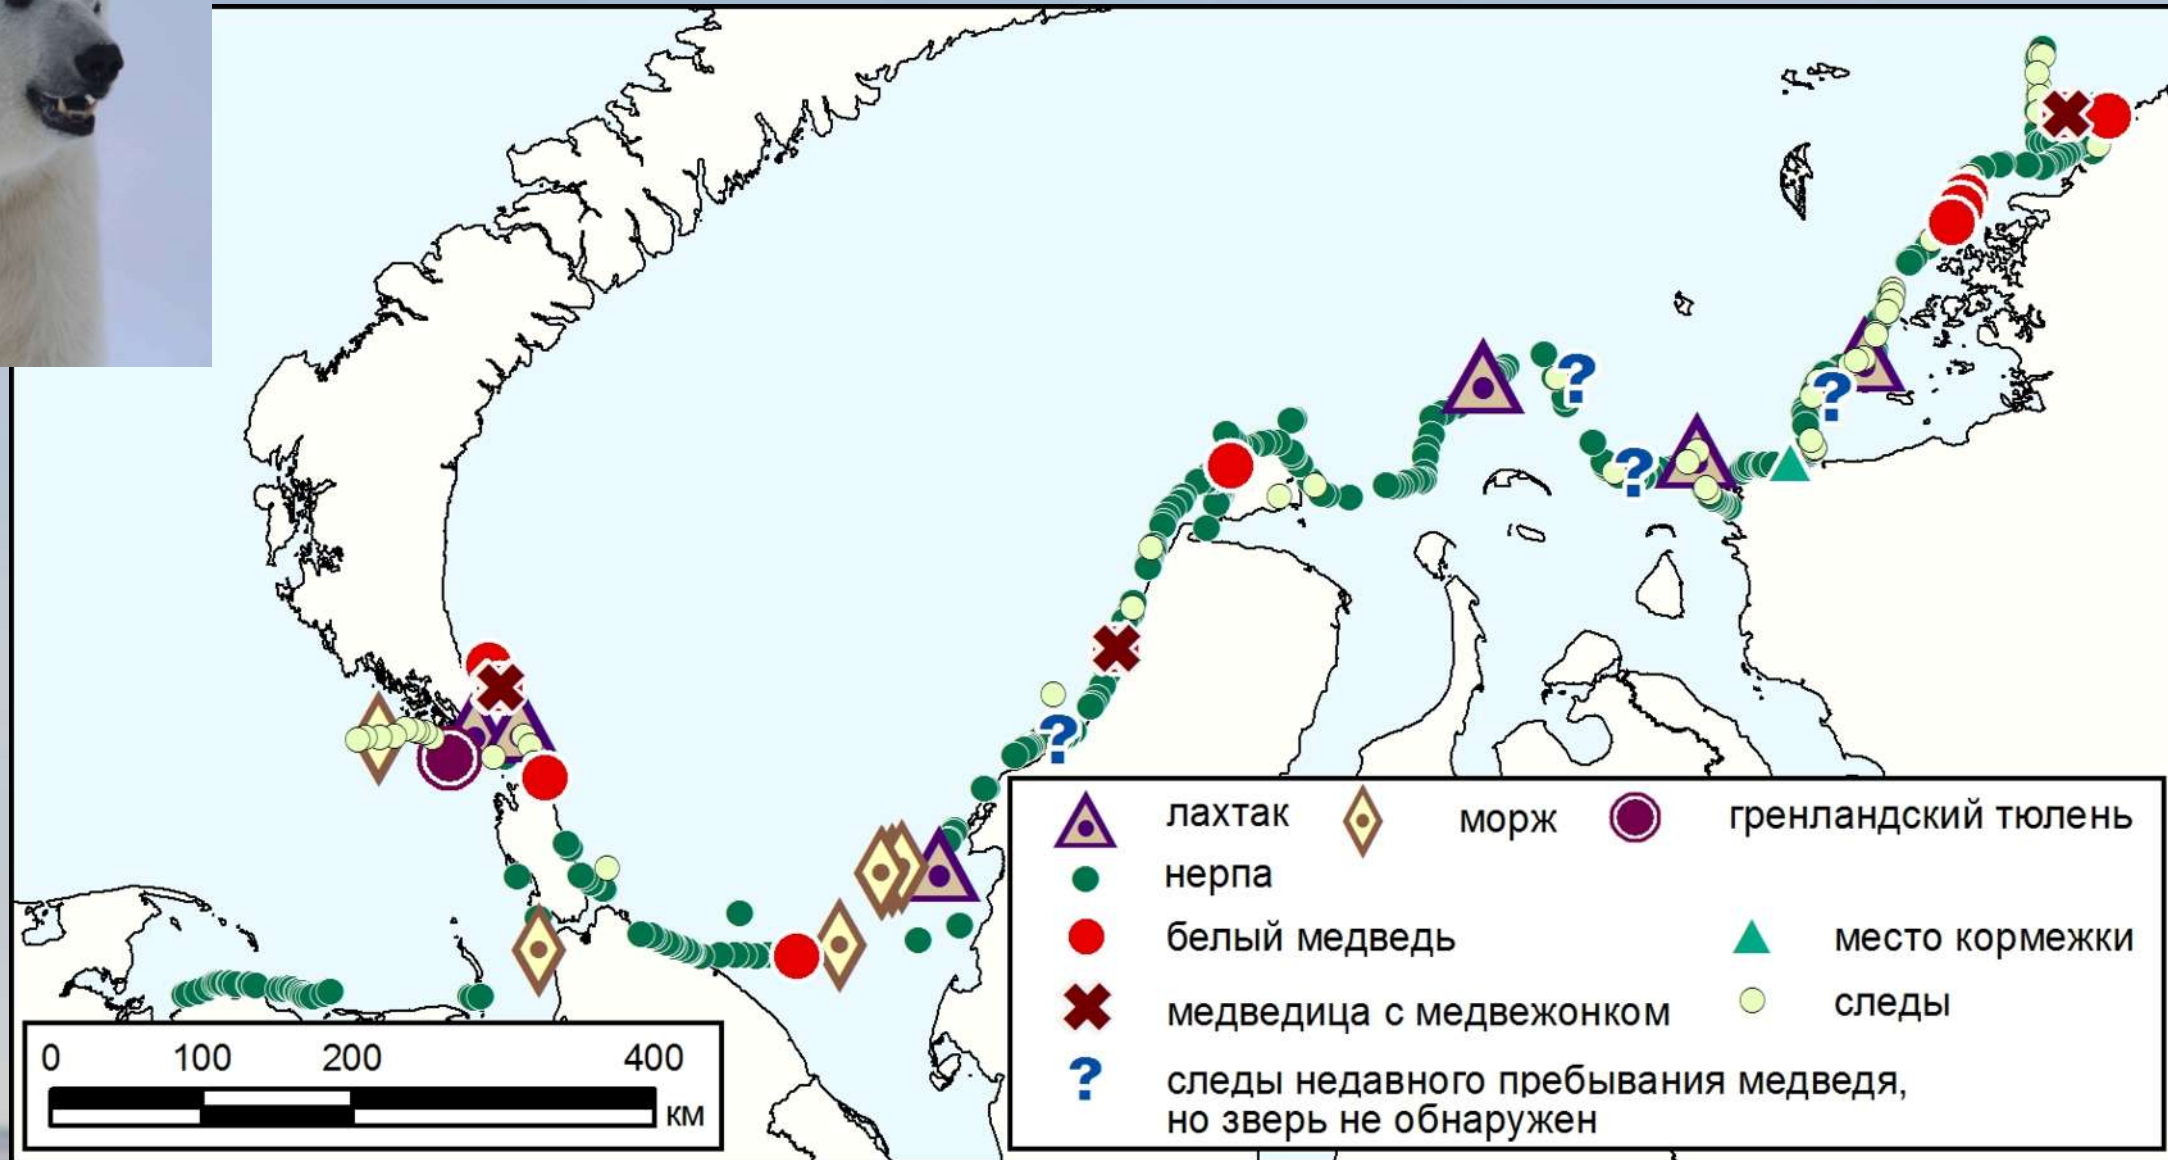 ?
?
?
?
лахтак
морж
гренландский тюлень
нерпа
белый медведь
место кормежки
медведица с медвежонком
следы
? следы недавного пребывания медведя,
но зверь не обнаружен
0 100 200 400
км